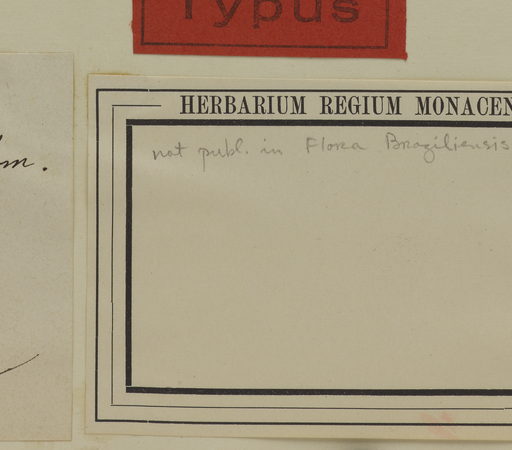 Typus
HERBARIUM REGIUM MONACEN
not publ. in Flora Braziliensis
m.